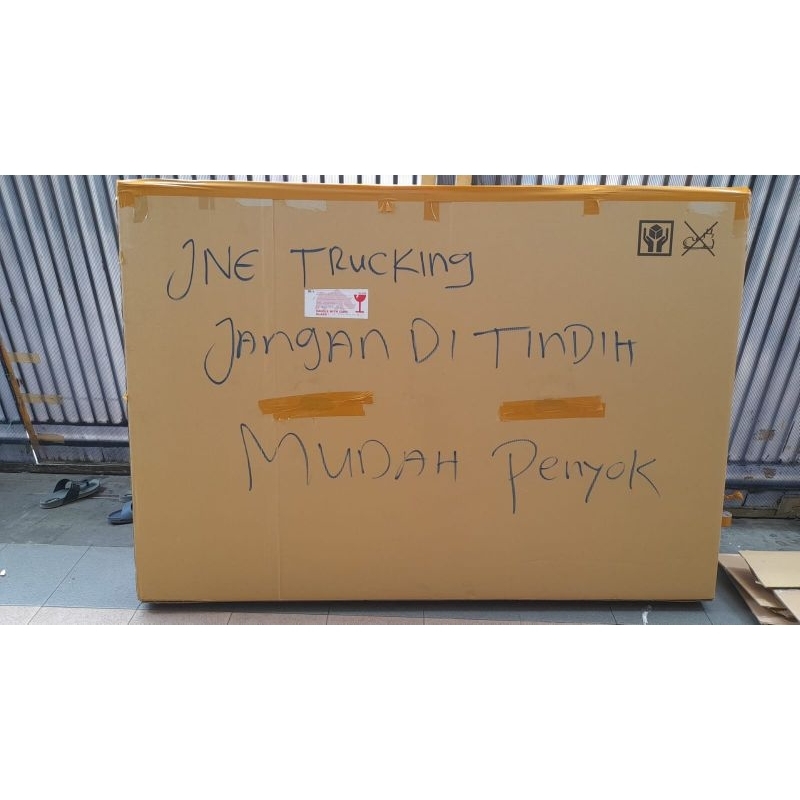 JNE TRUCKING
JANGAN DI TINDIH
MUDAH Penyok